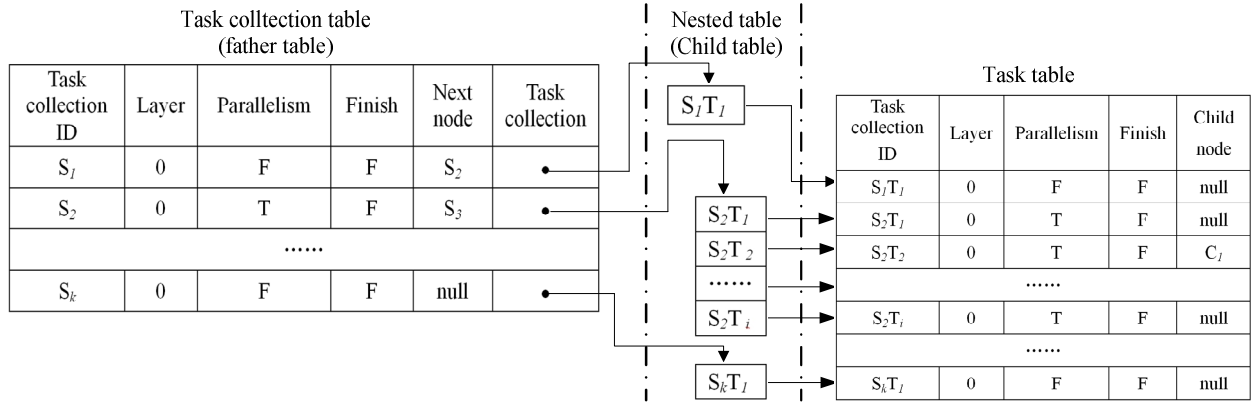 Task colltection table
(father table)
Task collection ID Layer Parallelism Finish Next node Task collection
S1 0 F F S2
S2 0 T F S3
······
Sk 0 F F null
Nested table
(Child table)
S1T1
S2T1
S2T2
······
S2Ti
SkT1
Task table
Task collection ID Layer Parallelism Finish Child node
S1T1 0 F F null
S2T1 0 T F null
S2T2 0 T F C1
······
S2Ti 0 T F null
······
SkT1 0 F F null